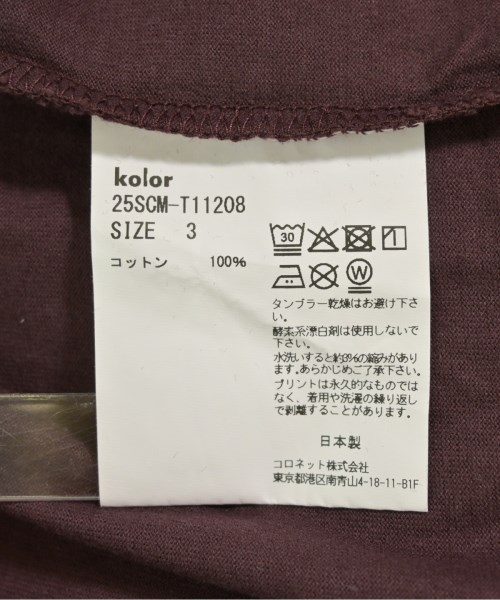 kolor
25SCM-T11208
SIZE 3
コットン 100%
30
W
タンブラー乾燥はお避け下さ
い。
酵素系漂白剤は使用しないで
下さい。
水洗いすると約3%の縮みがあり
ます。あらかじめご了承下さい。
プリントは永久的なものでは
なく、着用や洗濯の繰り返し
で剥離することがあります。
日本製
コロネット株式会社
東京都港区南青山4-18-11-B1F